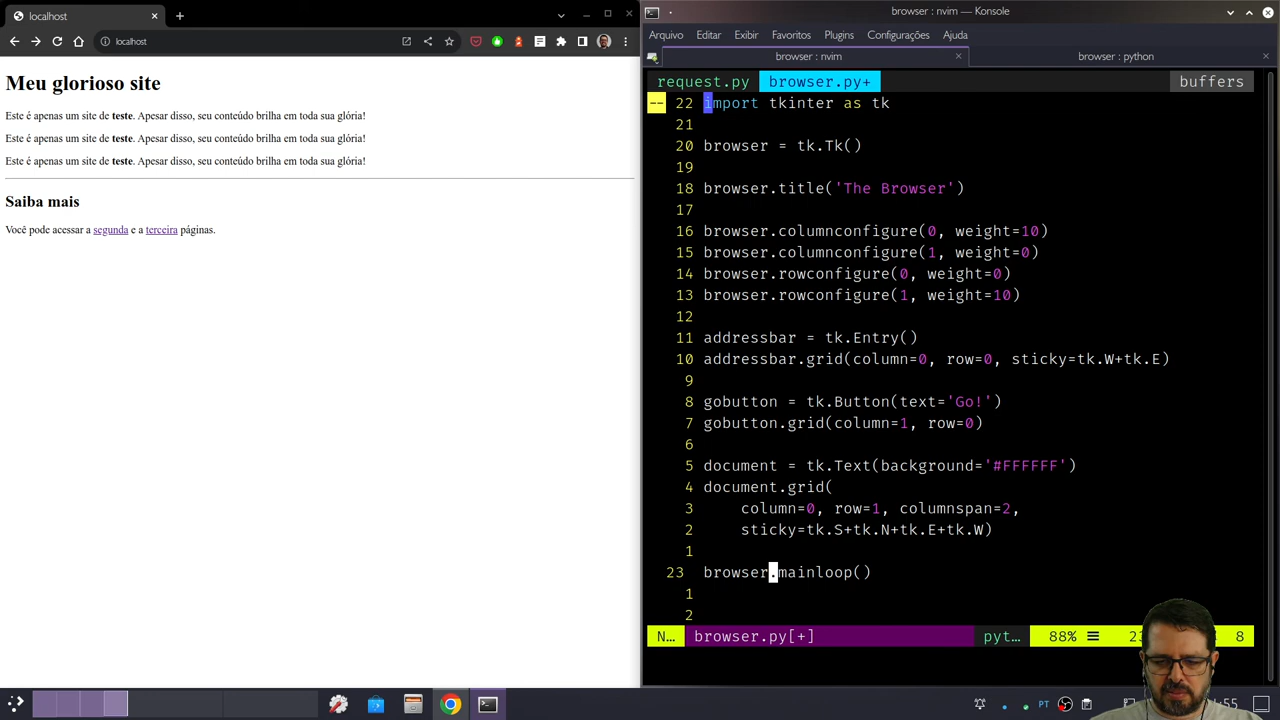 localhost
localhost
Meu glorioso site
Este é apenas um site de teste. Apesar disso, seu conteúdo brilha em toda sua glória!
Este é apenas um site de teste. Apesar disso, seu conteúdo brilha em toda sua glória!
Este é apenas um site de teste. Apesar disso, seu conteúdo brilha em toda sua glória!
Saiba mais
Você pode acessar a segunda e a terceira páginas.
browser : nvim — Konsole
Arquivo Editar Exibir Favoritos Plugins Configurações Ajuda
browser : nvim browser : python
request.py browser.py+ buffers
-- 22 import tkinter as tk
21
20 browser = tk.Tk()
19
18 browser.title('The Browser')
17
16 browser.columnconfigure(0, weight=10)
15 browser.columnconfigure(1, weight=0)
14 browser.rowconfigure(0, weight=0)
13 browser.rowconfigure(1, weight=10)
12
11 addressbar = tk.Entry()
10 addressbar.grid(column=0, row=0, sticky=tk.W+tk.E)
9
8 gobutton = tk.Button(text='Go!')
7 gobutton.grid(column=1, row=0)
6
5 document = tk.Text(background='#FFFFFF')
4 document.grid(
3 column=0, row=1, columnspan=2,
2 sticky=tk.S+tk.N+tk.E+tk.W)
1
23 browser.mainloop()
1
2
N… browser.py[+] pyt… 88% 8
PT